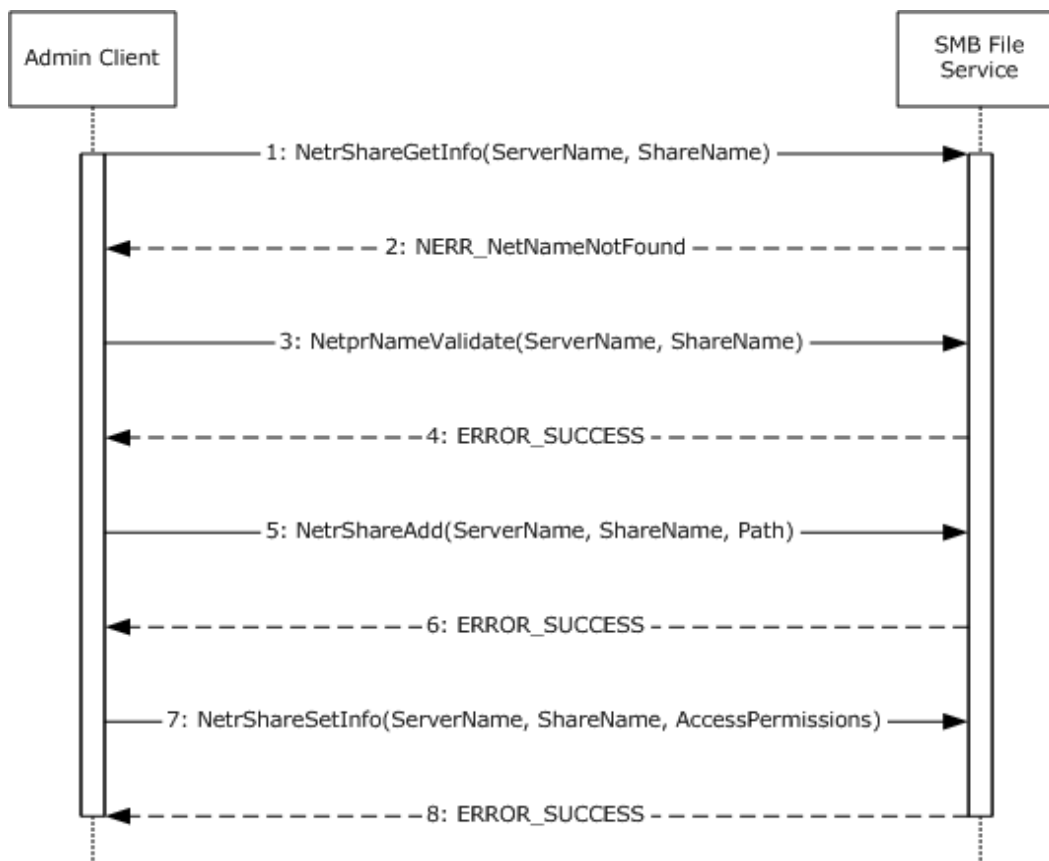 Admin Client
SMB File
Service
1: NetrShareGetInfo(ServerName, ShareName)
2: NERR_NetNameNotFound
3: NetprNameValidate(ServerName, ShareName)
4: ERROR_SUCCESS
5: NetrShareAdd(ServerName, ShareName, Path)
6: ERROR_SUCCESS
7: NetrShareSetInfo(ServerName, ShareName, AccessPermissions)
8: ERROR_SUCCESS